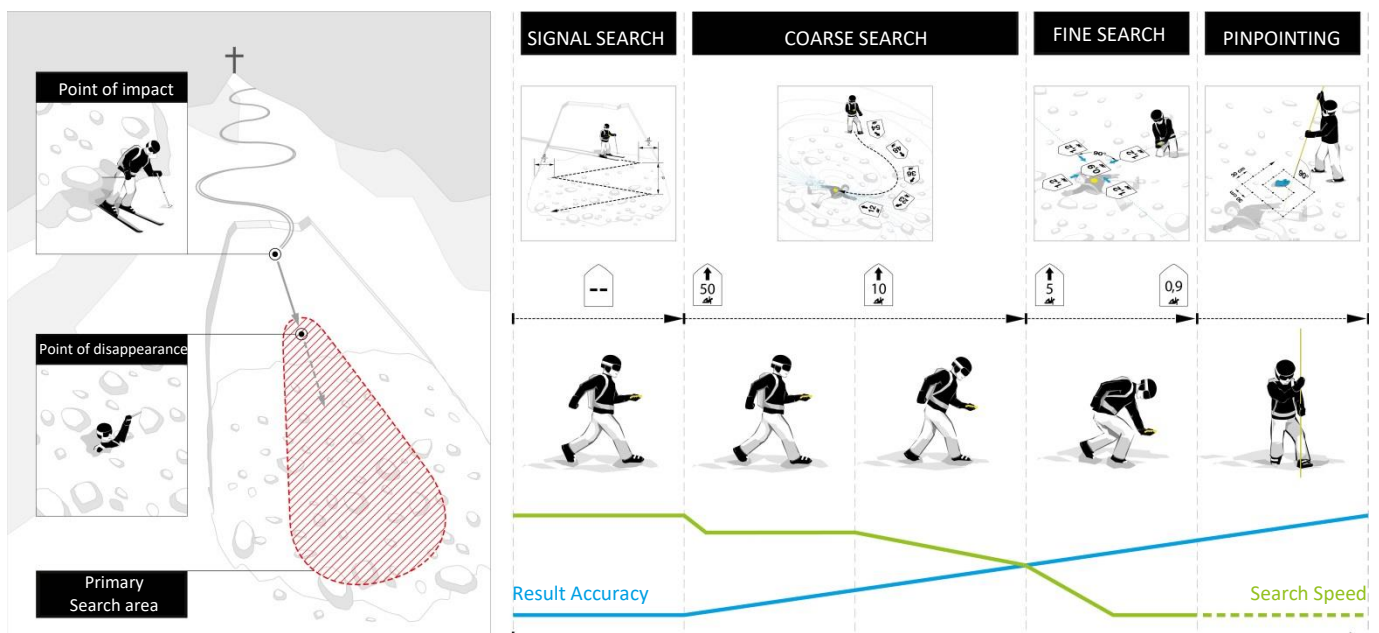 Point of impact
Point of disappearance
Primary
Search area
SIGNAL SEARCH
COARSE SEARCH
FINE SEARCH
PINPOINTING
--
50
10
5
0,9
Result Accuracy
Search Speed